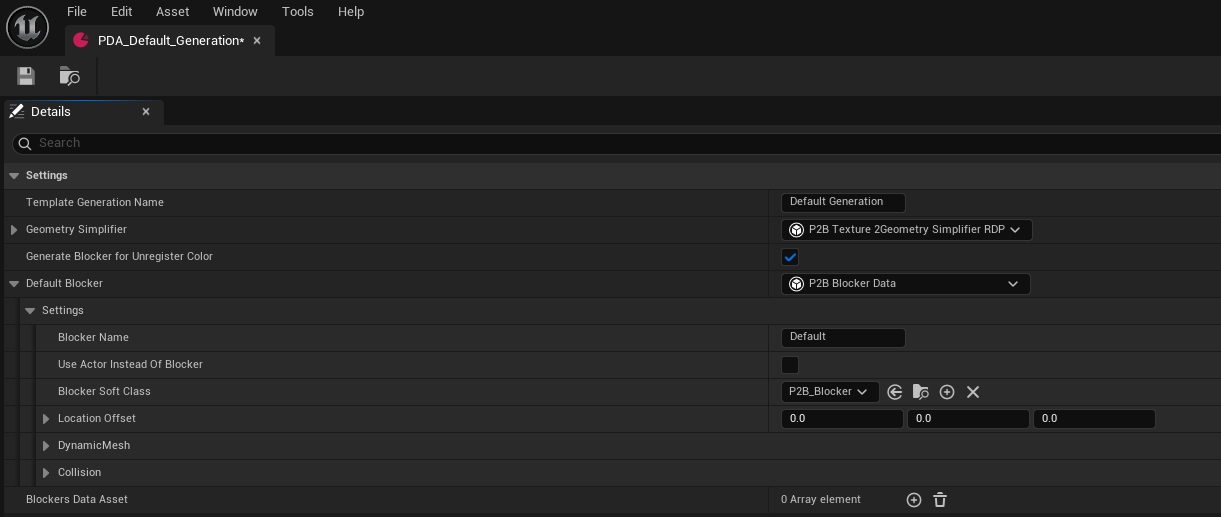 File Edit Asset Window Tools Help
PDA_Default_Generation*
Details
Search
Settings
Template Generation Name Default Generation
Geometry Simplifier P2B Texture 2Geometry Simplifier RDP
Generate Blocker for Unregister Color
Default Blocker P2B Blocker Data
Settings
Blocker Name Default
Use Actor Instead Of Blocker
Blocker Soft Class P2B_Blocker
Location Offset 0.0 0.0 0.0
DynamicMesh
Collision
Blockers Data Asset 0 Array element